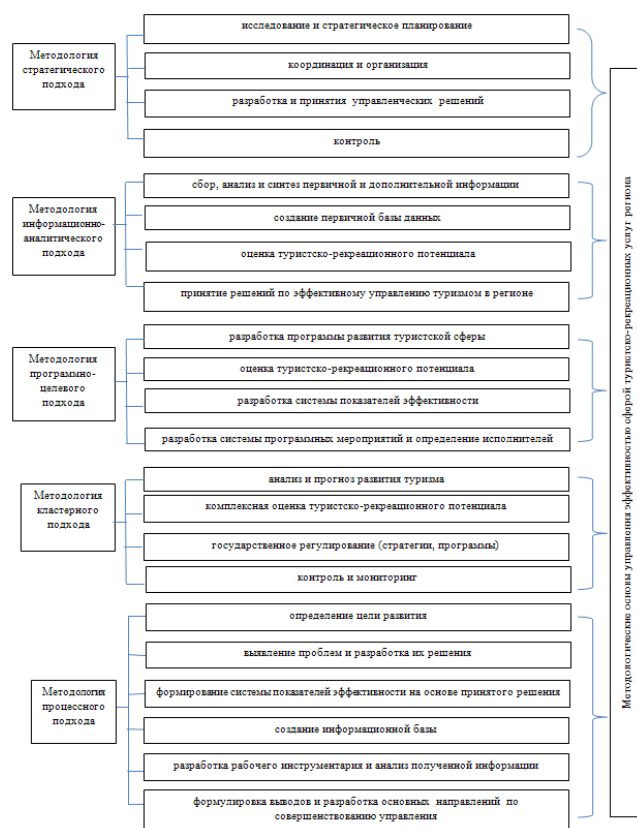 исследование и стратегическое планирование
Методология
стратегического
подхода
координация и организация
разработка и принятия управленческих решений
контроль
сбор, анализ и синтез первичной и дополнительной информации
Методология
информационно-
аналитического
подхода
создание первичной базы данных
оценка туристско-рекреационного потенциала
принятие решений по эффективному управлению туризмом в регионе
разработка программы развития туристской сферы
Методология
программно-
целевого
подхода
оценка туристско-рекреационного потенциала
разработка системы показателей эффективности
разработка системы программных мероприятий и определение исполнителей
анализ и прогноз развития туризма
Методология
кластерного
подхода
комплексная оценка туристско-рекреационного потенциала
государственное регулирование (стратегии, программы)
контроль и мониторинг
определение цели развития
выявление проблем и разработка их решения
Методология
процессного
подхода
формирование системы показателей эффективности на основе принятого решения
создание информационной базы
разработка рабочего инструментария и анализ полученной информации
формулировка выводов и разработка основных направлений по
совершенствованию управления
Методологические основы управления эффективностью сферой туристско-рекреационных услуг региона